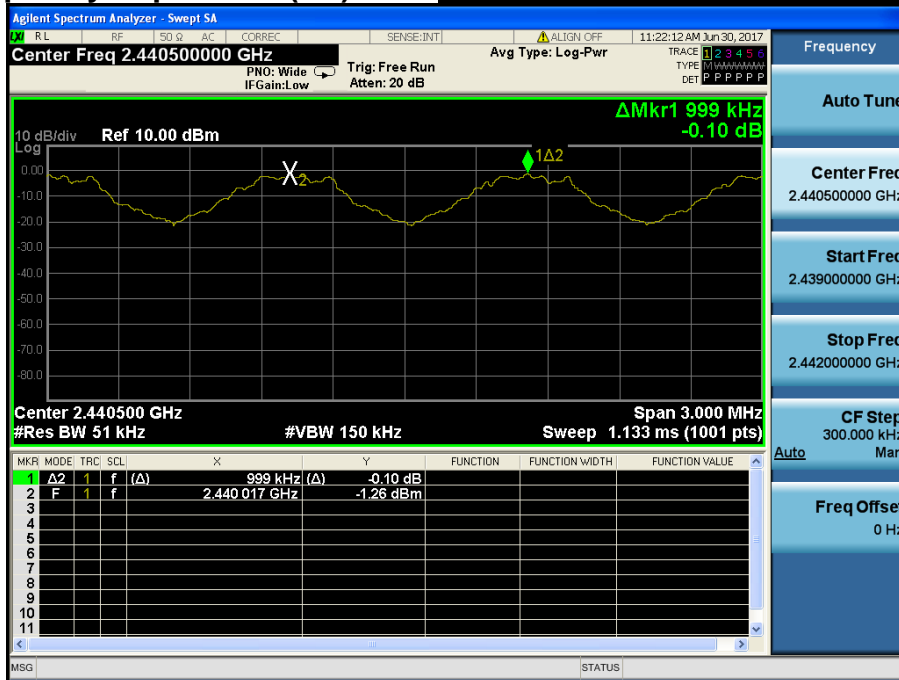 Agilent Spectrum Analyzer - Swept SA
LXI RL RF 50 Ω AC CORREC SENSE:INT ALIGN OFF 11:22:12 AM Jun 30, 2017
Center Freq 2.440500000 GHz
PNO: Wide
IFGain:Low
Trig: Free Run
Atten: 20 dB
Avg Type: Log-Pwr
TRACE 1 2 3 4 5 6
TYPE M WWWWW
DET P P P P P P
ΔMkr1 999 kHz
-0.10 dB
10 dB/div Ref 10.00 dBm
Log
0.00
-10.0
-20.0
-30.0
-40.0
-50.0
-60.0
-70.0
-80.0
X2
1Δ2
Center 2.440500 GHz Span 3.000 MHz
#Res BW 51 kHz #VBW 150 kHz Sweep 1.133 ms (1001 pts)
MKR MODE TRC SCL X Y FUNCTION FUNCTION WIDTH FUNCTION VALUE
1 Δ2 1 f (Δ) 999 kHz (Δ) -0.10 dB
2 F 1 f 2.440 017 GHz -1.26 dBm
3
4
5
6
7
8
9
10
11
MSG STATUS
Frequency
Auto Tune
Center Freq
2.440500000 GHz
Start Freq
2.439000000 GHz
Stop Freq
2.442000000 GHz
CF Step
300.000 kHz
Auto Man
Freq Offset
0 Hz